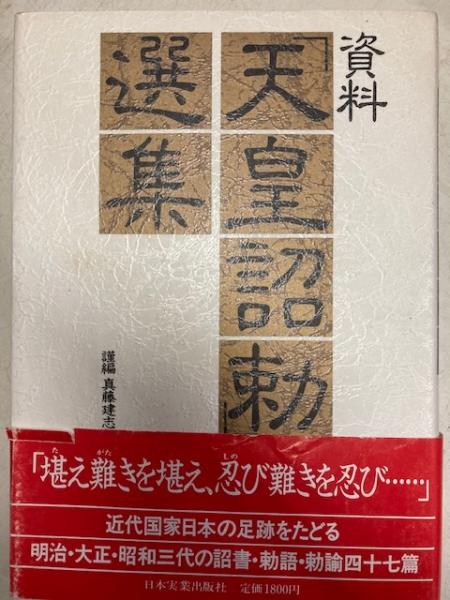 資料
「天皇詔勅
選集
謹編 真藤建志
「堪え難きを堪え、忍び難きを忍び……」
近代国家日本の足跡をたどる
明治・大正・昭和三代の詔書・勅語・勅諭四十七篇
日本実業出版社 定価1800円